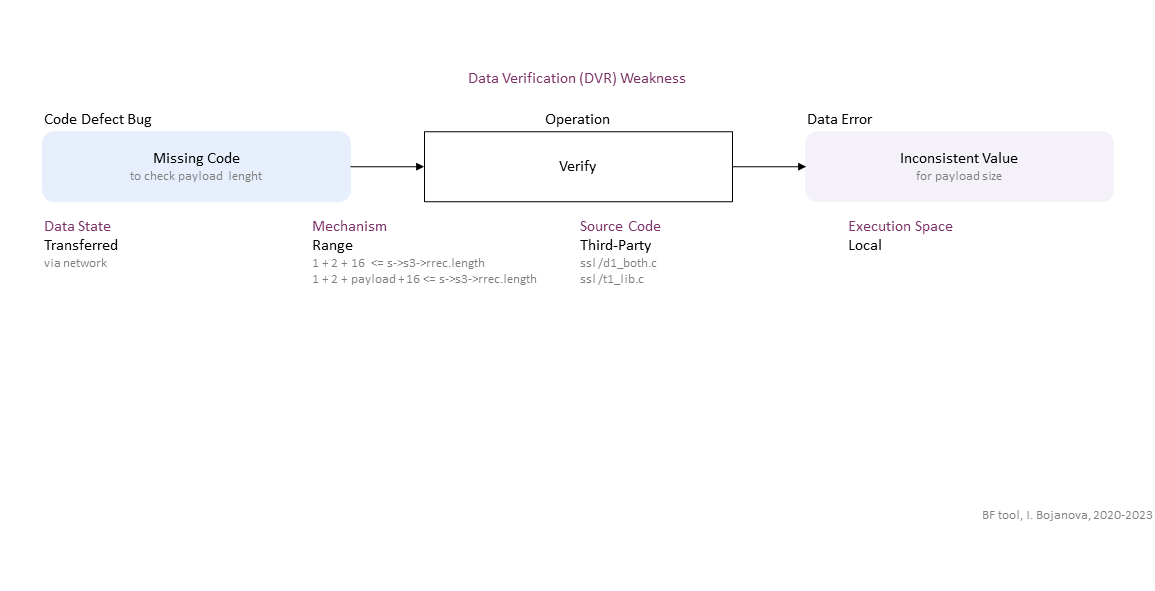 Data Verification (DVR) Weakness
Code Defect Bug
Operation
Data Error
Missing Code
to check payload lenght
Verify
Inconsistent Value
for payload size
Data State
Transferred
via network
Mechanism
Range
1 + 2 + 16 <= s->s3->rrec.length
1 + 2 + payload + 16 <= s->s3->rrec.length
Source Code
Third-Party
ssl/d1_both.c
ssl/t1_lib.c
Execution Space
Local
BF tool, I. Bojanova, 2020-2023